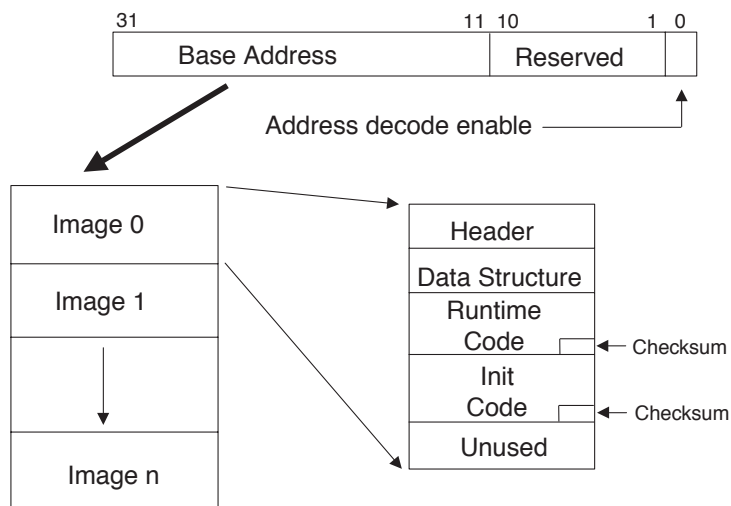 31 11 10 1 0
Base Address Reserved
Address decode enable
Image 0
Image 1
Image n
Header
Data Structure
Runtime
Code
Checksum
Init
Code
Checksum
Unused